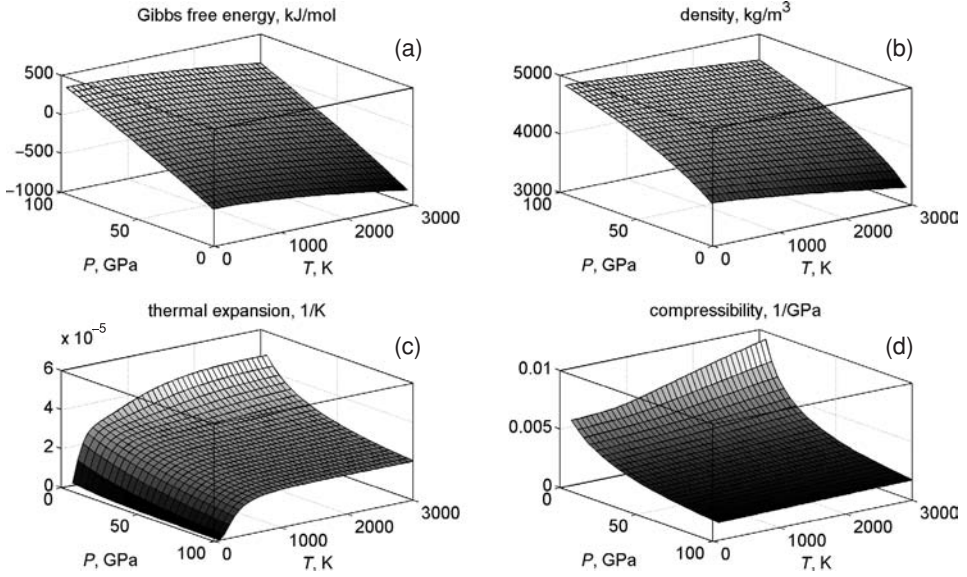 Gibbs free energy, kJ/mol
(a)
500
0
−500
−1000
100
50
0
P, GPa
0
1000
2000
3000
T, K
density, kg/m³
(b)
5000
4000
3000
100
50
0
P, GPa
0
1000
2000
3000
T, K
thermal expansion, 1/K
x 10⁻⁵
(c)
6
4
2
0
0
50
100
P, GPa
0
1000
2000
3000
T, K
compressibility, 1/GPa
(d)
0.01
0.005
0
0
50
100
P, GPa
0
1000
2000
3000
T, K